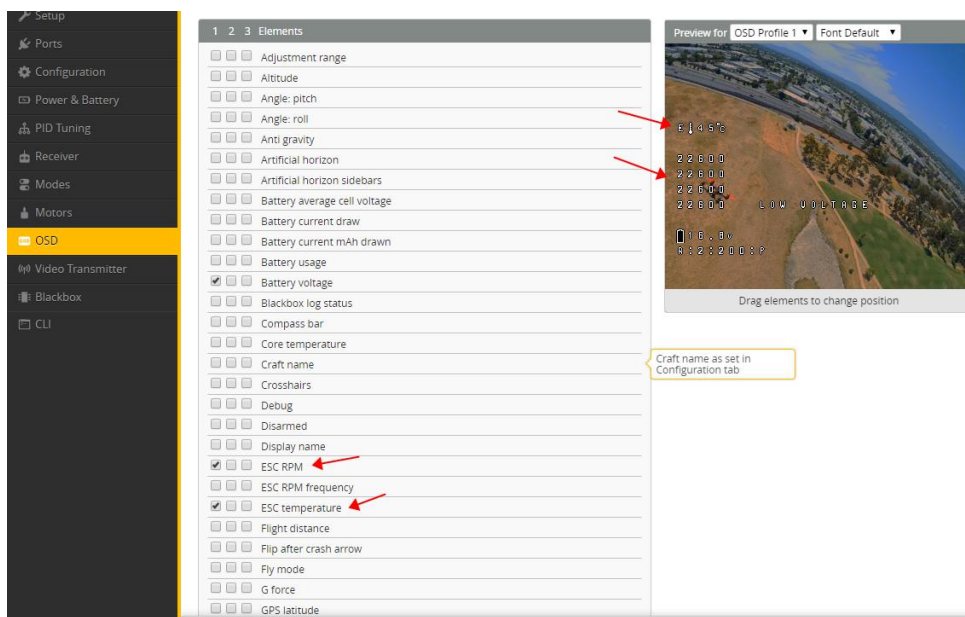 Setup
Ports
Configuration
Power & Battery
PID Tuning
Receiver
Modes
Motors
OSD
Video Transmitter
Blackbox
CLI
1 2 3 Elements
Adjustment range
Altitude
Angle: pitch
Angle: roll
Anti gravity
Artificial horizon
Artificial horizon sidebars
Battery average cell voltage
Battery current draw
Battery current mAh drawn
Battery usage
Battery voltage
Blackbox log status
Compass bar
Core temperature
Craft name
Crosshairs
Debug
Disarmed
Display name
ESC RPM
ESC RPM frequency
ESC temperature
Flight distance
Flip after crash arrow
Fly mode
G force
GPS latitude
Preview for OSD Profile 1 Font Default
E 45°C
22600
22600
22600
22600 LOW VOLTAGE
16.8V
R:2:200:P
Drag elements to change position
Craft name as set in
Configuration tab